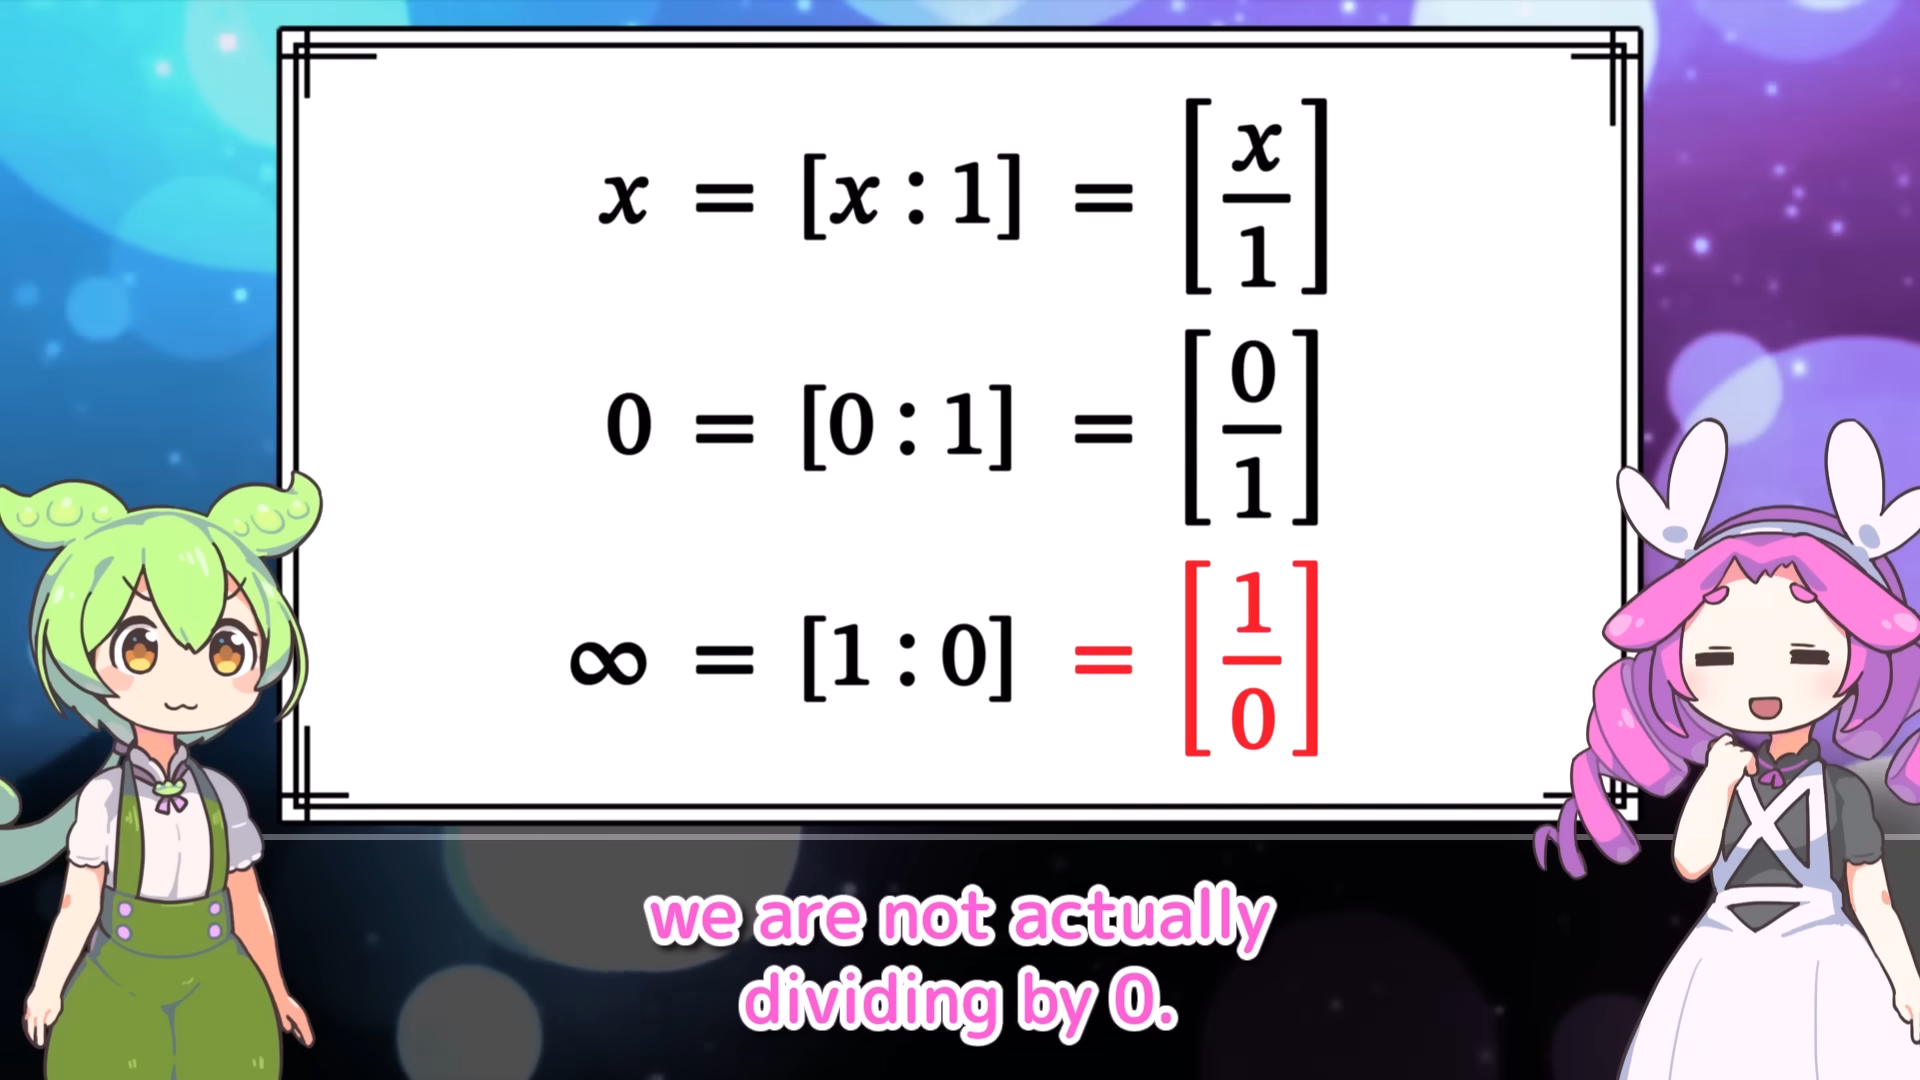 x = [x : 1] = [x/1]
0 = [0 : 1] = [0/1]
∞ = [1 : 0] = [1/0]
we are not actually
dividing by 0.